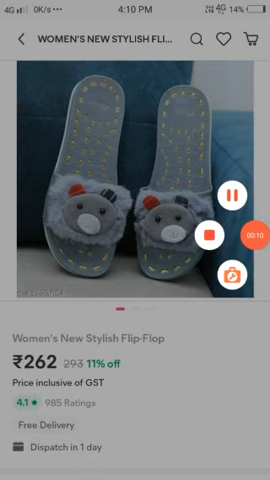 4G 0K/s ••• 4:10 PM 4G 14%
WOMEN'S NEW STYLISH FLI...
00:10
Women's New Stylish Flip-Flop
₹262 293 11% off
Price inclusive of GST
4.1 ★ 985 Ratings
Free Delivery
Dispatch in 1 day